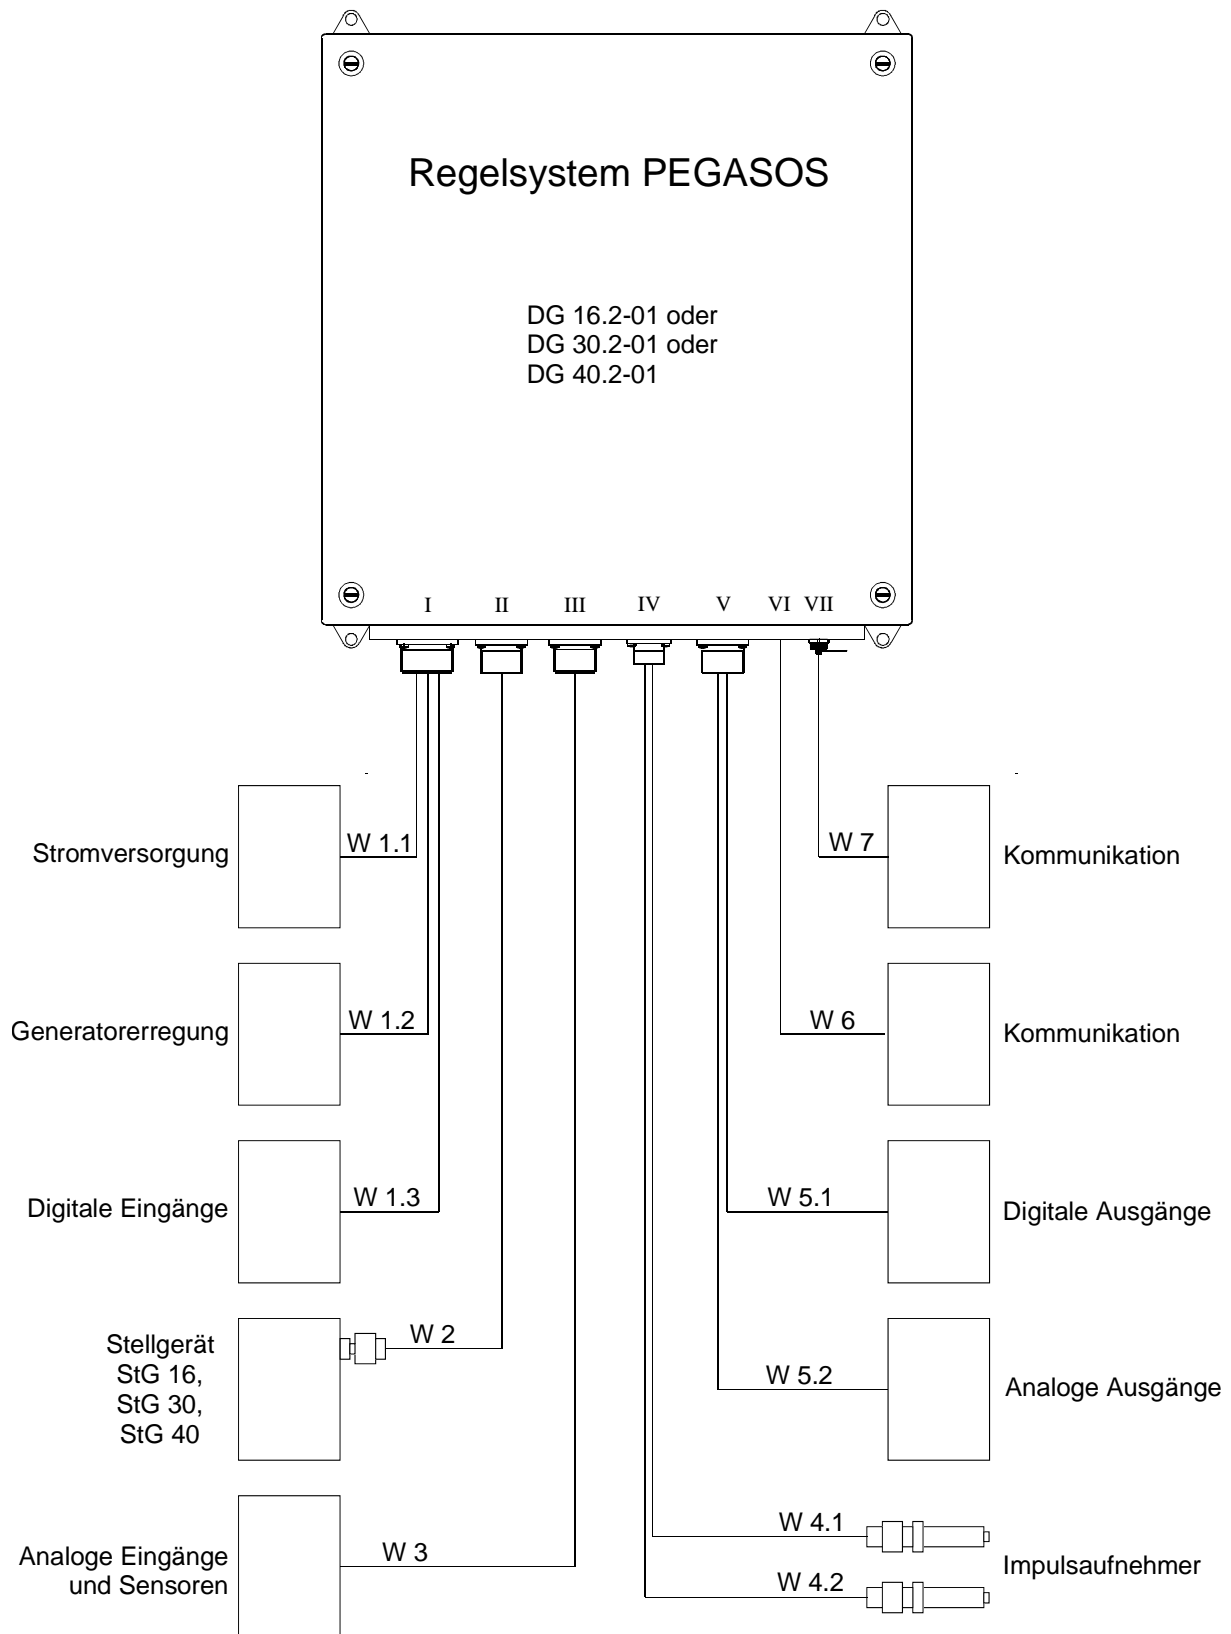 Regelsystem PEGASOS
DG 16.2-01 oder
DG 30.2-01 oder
DG 40.2-01
I II III IV V VI VII
Stromversorgung
W 1.1
W 7
Kommunikation
Generatorerregung
W 1.2
W 6
Kommunikation
Digitale Eingänge
W 1.3
W 5.1
Digitale Ausgänge
Stellgerät
StG 16,
StG 30,
StG 40
W 2
W 5.2
Analoge Ausgänge
Analoge Eingänge
und Sensoren
W 3
W 4.1
W 4.2
Impulsaufnehmer